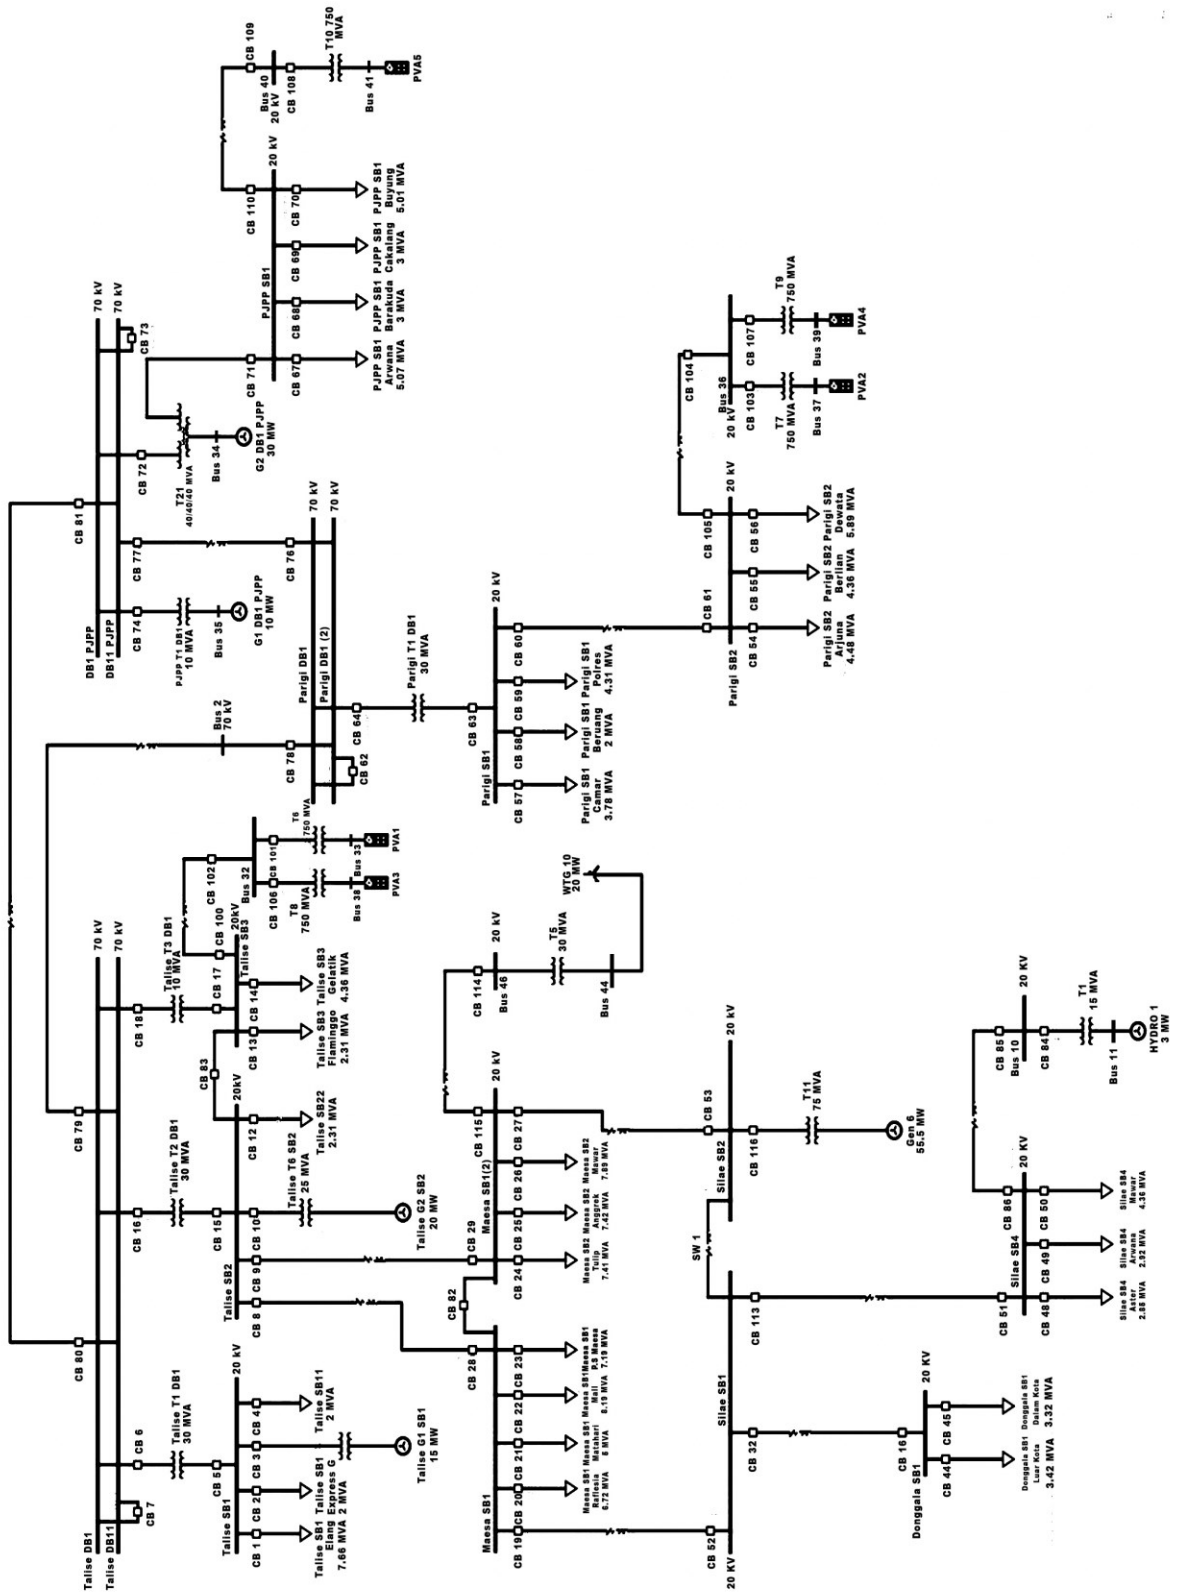 Talise DB1
Talise DB11
70 kV
70 kV
CB 80
CB 79
CB 7
CB 6
Talise T1 DB1
30 MVA
CB 16
Talise T2 DB1
30 MVA
CB 18
Talise T3 DB1
10 MVA
CB 5
CB 15
CB 17
CB 100
Talise SB1
20 kV
CB 1
CB 2
CB 3
CB 4
Talise SB1
Elang
7.66 MVA
Talise SB1
Express G
2 MVA
Talise SB11
2 MVA
Talise G1 SB1
15 MW
Talise SB2
20kV
CB 8
CB 9
CB 10
CB 12
Talise T6 SB2
25 MVA
Talise G2 SB2
20 MW
Talise SB22
2.31 MVA
CB 83
20kV
Talise SB3
CB 13
CB 14
Talise SB3
Flaminggo
2.31 MVA
Talise SB3
Gelatik
4.36 MVA
CB 102
Bus 32
CB 106
CB 101
T8
750 MVA
T6
750 MVA
Bus 38
Bus 33
PVA3
PVA1
Bus 2
70 kV
CB 78
DB1 PJPP
DB11 PJPP
70 kV
70 kV
CB 81
CB 74
CB 77
CB 72
CB 73
PJPP T1 DB1
10 MVA
Bus 35
G1 DB1 PJPP
10 MW
T21
40/40/40 MVA
Bus 34
G2 DB1 PJPP
30 MW
CB 71
CB 110
PJPP SB1
20 kV
CB 67
CB 68
CB 69
CB 70
PJPP SB1
Arwana
5.07 MVA
PJPP SB1
Barakuda
3 MVA
PJPP SB1
Cakalang
3 MVA
PJPP SB1
Buyung
5.01 MVA
CB 109
Bus 40
20 kV
CB 108
T10 750
MVA
Bus 41
PVA5
CB 76
Parigi DB1
Parigi DB1 (2)
70 kV
70 kV
CB 62
CB 64
Parigi T1 DB1
30 MVA
CB 63
Parigi SB1
20 kV
CB 57
CB 58
CB 59
CB 60
Parigi SB1
Camar
3.78 MVA
Parigi SB1
Beruang
2 MVA
Parigi SB1
Polres
4.31 MVA
CB 61
CB 105
Parigi SB2
20 kV
CB 54
CB 55
CB 56
Parigi SB2
Arjuna
4.48 MVA
Parigi SB2
Berlian
4.36 MVA
Parigi SB2
Dewata
5.89 MVA
CB 104
Bus 36
20 kV
CB 103
CB 107
T7
750 MVA
T9
750 MVA
Bus 37
Bus 39
PVA2
PVA4
CB 28
CB 82
CB 29
CB 115
CB 114
Maesa SB1
Maesa SB1(2)
20 kV
20 kV
Bus 46
CB 19
CB 20
CB 21
CB 22
CB 23
CB 24
CB 25
CB 26
CB 27
Maesa SB1
Raflesia
6.72 MVA
Maesa SB1
Matahari
Maesa SB1
Mall
Maesa SB1
P.S Maesa
7.19 MVA
Maesa SB2
Tulip
7.41 MVA
Maesa SB2
Anggrek
7.42 MVA
Maesa SB2
Mawar
T5
30 MVA
Bus 44
WTG 10
20 MW
CB 52
20 KV
Silae SB1
SW 1
CB 53
Silae SB2
20 kV
CB 32
CB 113
CB 116
T11
75 MVA
Gen 6
55.5 MW
CB 16
Donggala SB1
20 KV
CB 44
CB 45
Donggala SB1
Luar Kota
3.42 MVA
Donggala SB1
Dalam Kota
3.32 MVA
CB 51
CB 86
Silae SB4
20 KV
CB 48
CB 49
CB 50
Silae SB4
Aster
Silae SB4
Arwana
2.92 MVA
Silae SB4
Mawar
4.36 MVA
CB 85
Bus 10
20 KV
CB 84
T1
15 MVA
Bus 11
HYDRO 1
3 MW